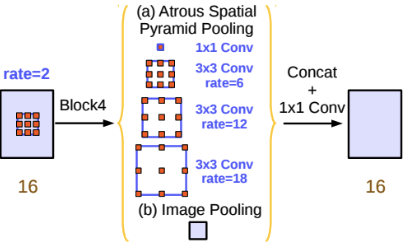 (a) Atrous Spatial
Pyramid Pooling
1x1 Conv
rate=2
3x3 Conv
rate=6
Block4
3x3 Conv
rate=12
Concat
+
1x1 Conv
3x3 Conv
rate=18
16
16
(b) Image Pooling